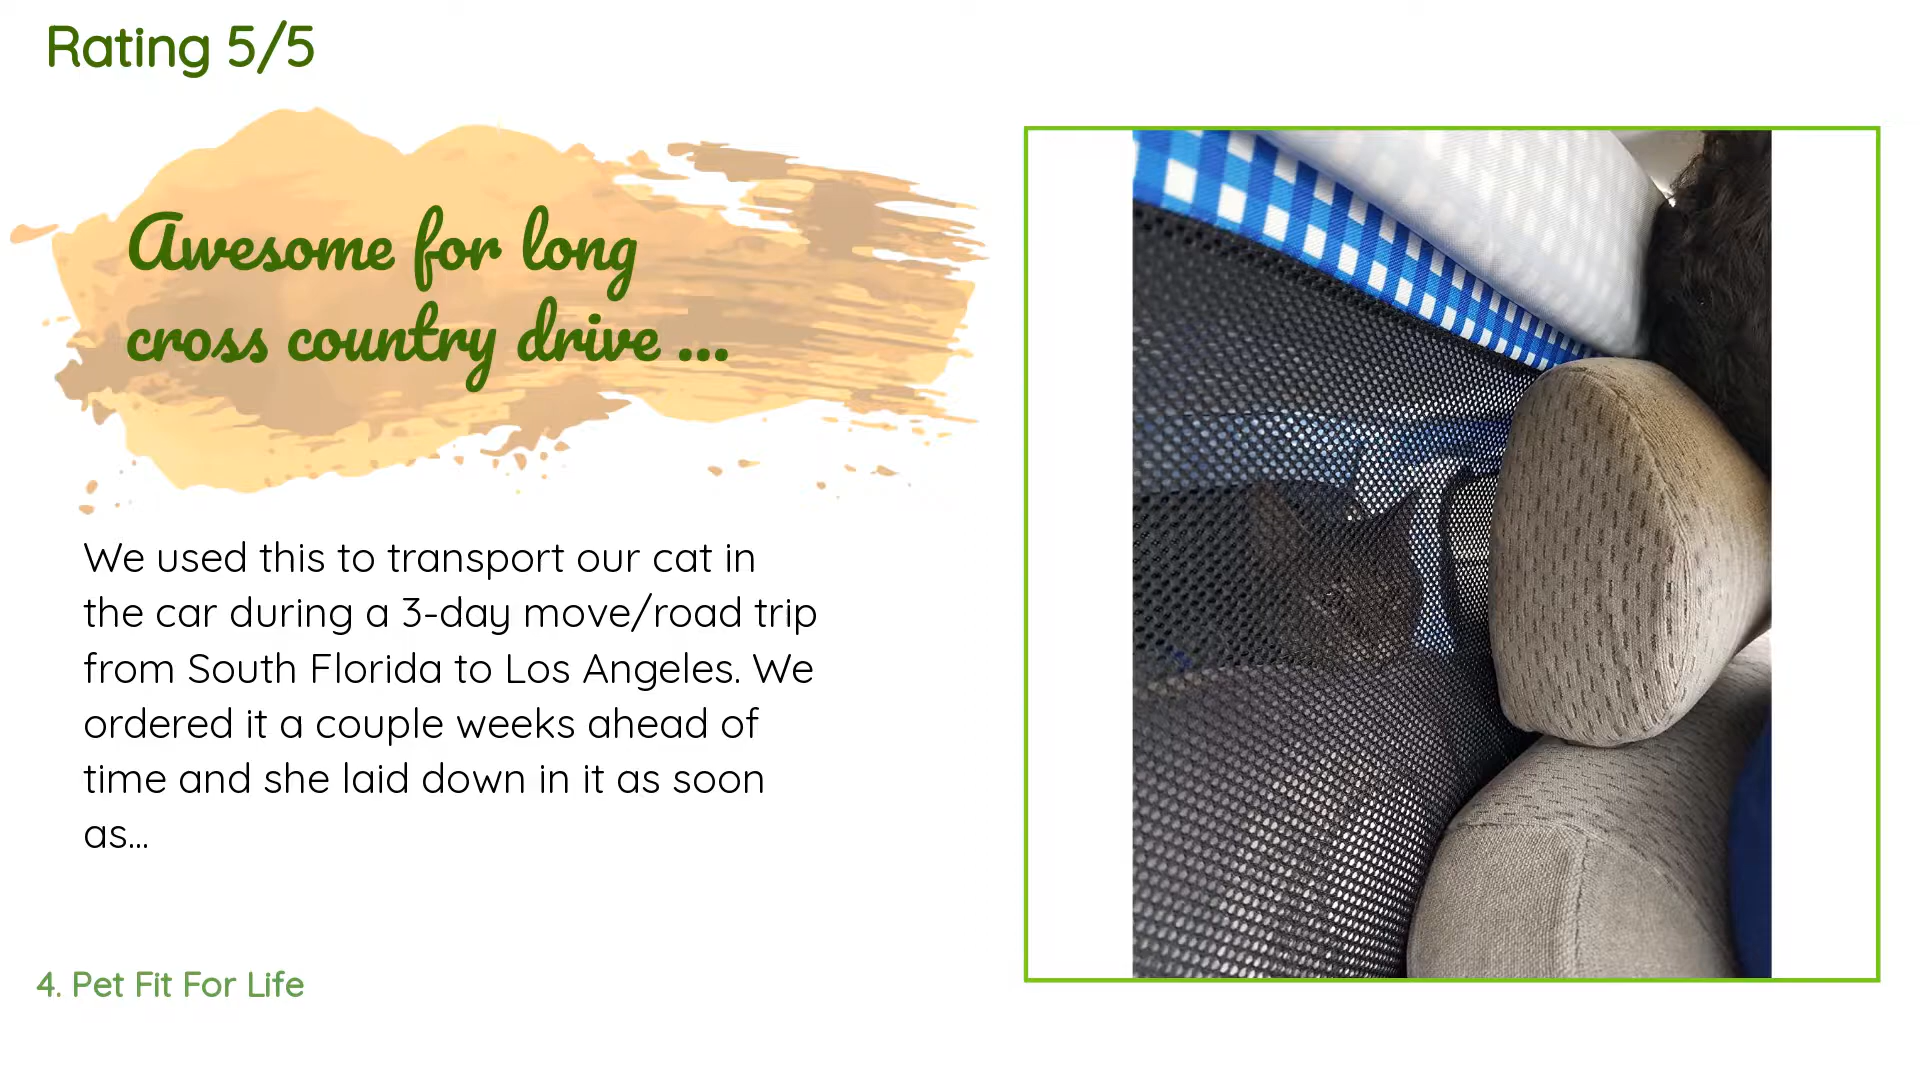 Rating 5/5
Awesome for long
cross country drive ...
We used this to transport our cat in
the car during a 3-day move/road trip
from South Florida to Los Angeles. We
ordered it a couple weeks ahead of
time and she laid down in it as soon
as...
4. Pet Fit For Life